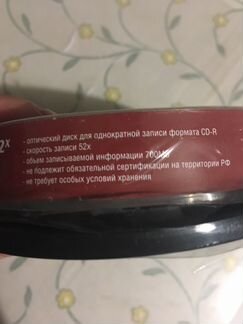 2x
- оптический диск для однократной записи формата CD-R
- скорость записи 52x
- объем записываемой информации 700Мб
- не подлежит обязательной сертификации на территории РФ
- не требует особых условий хранения